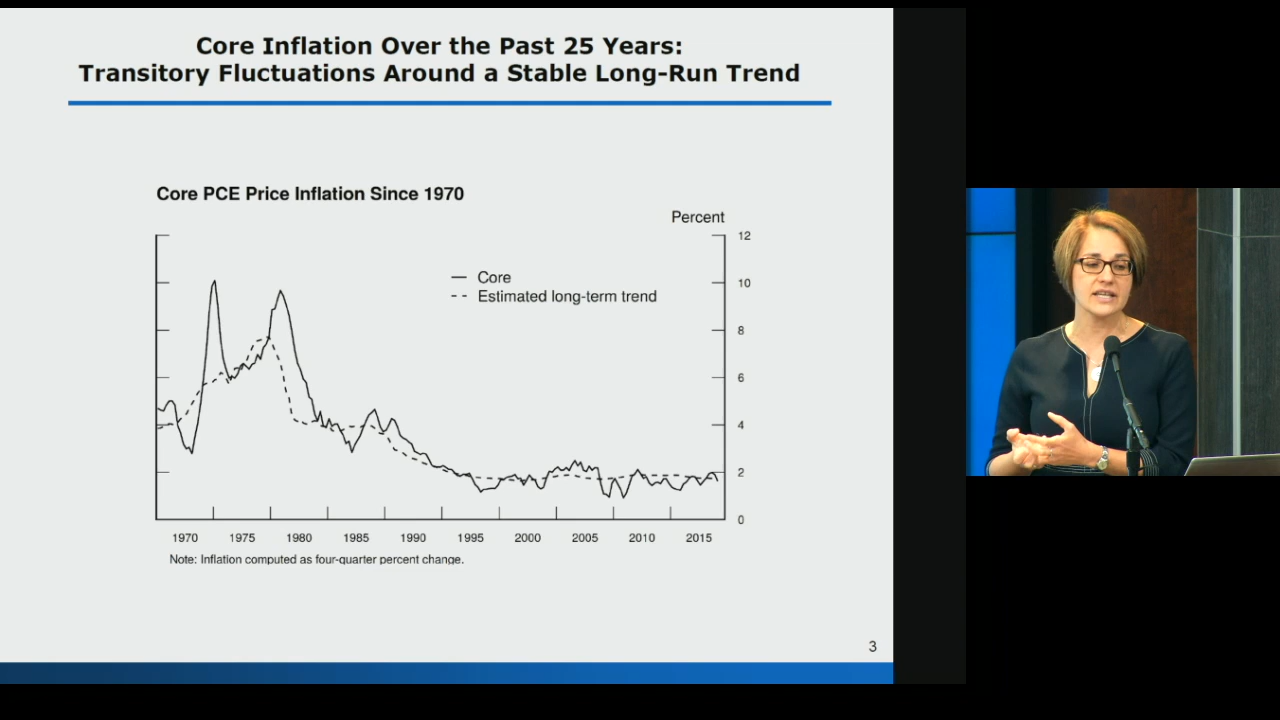 Core Inflation Over the Past 25 Years:
Transitory Fluctuations Around a Stable Long-Run Trend
Core PCE Price Inflation Since 1970
Percent
12
10
8
6
4
2
0
Core
Estimated long-term trend
1970 1975 1980 1985 1990 1995 2000 2005 2010 2015
Note: Inflation computed as four-quarter percent change.
3